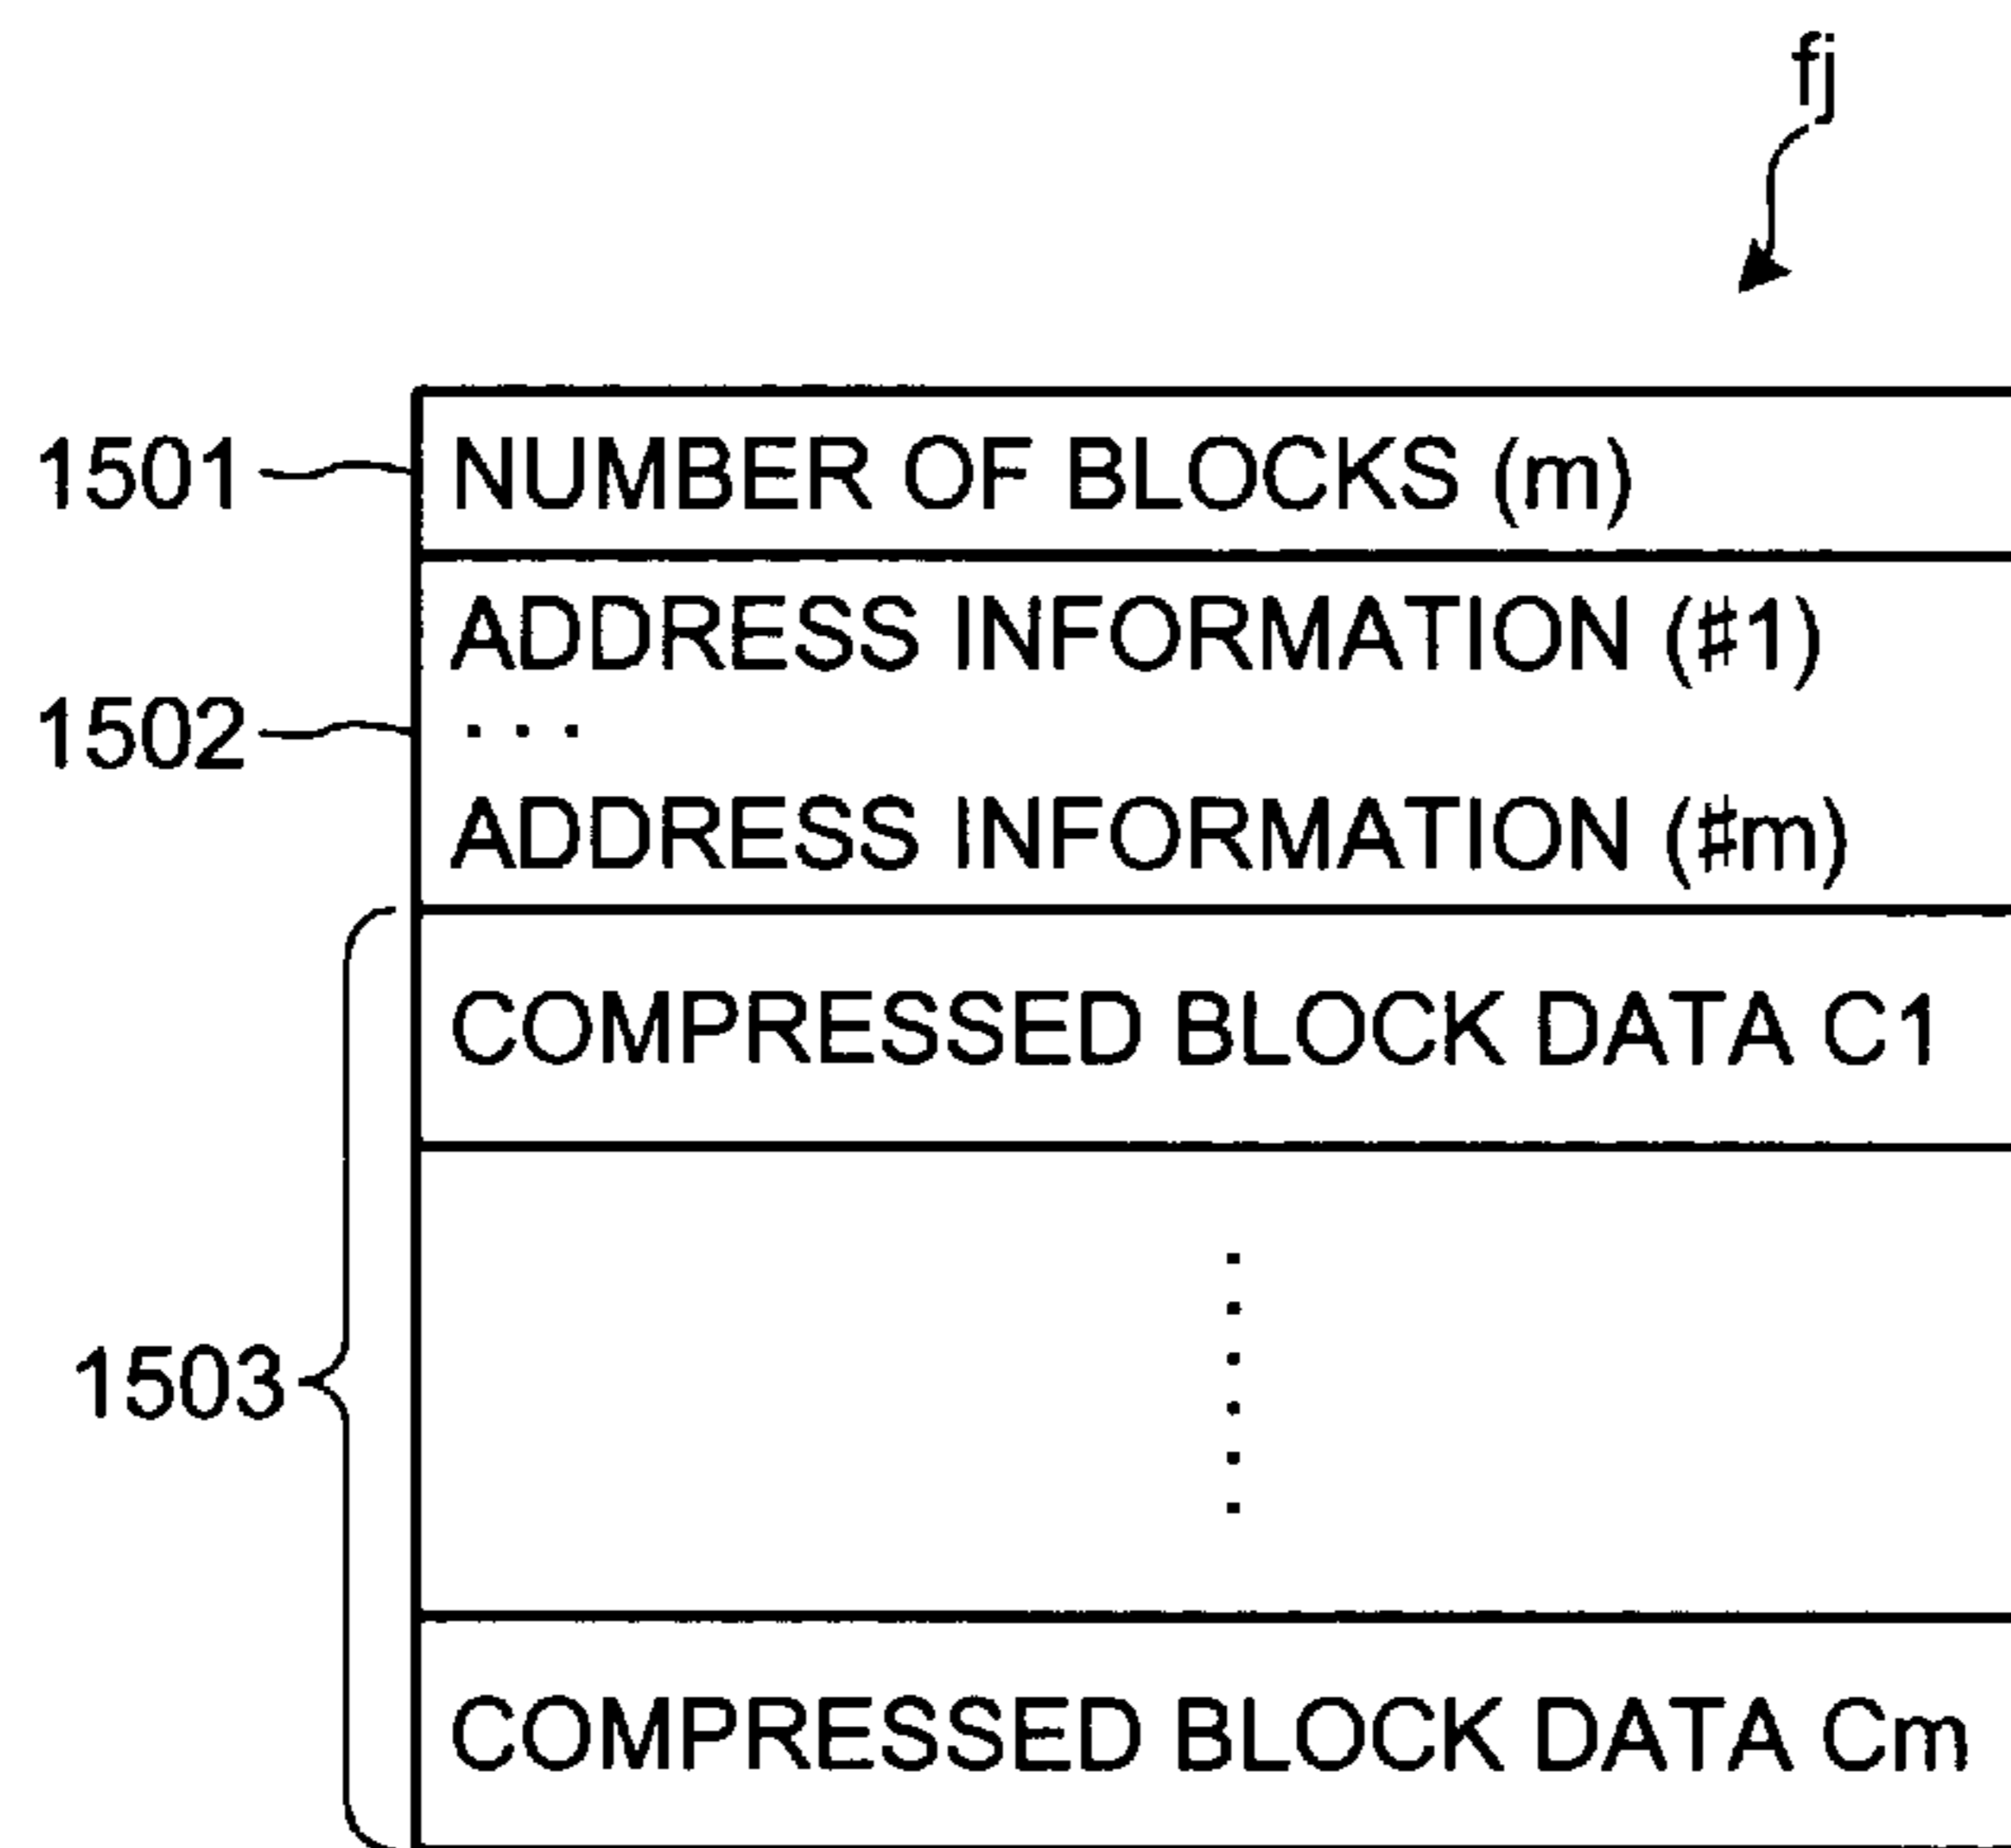 fj
1501 NUMBER OF BLOCKS (m)
ADDRESS INFORMATION (♯1)
1502 . . .
ADDRESS INFORMATION (♯m)
COMPRESSED BLOCK DATA C1
1503
COMPRESSED BLOCK DATA Cm